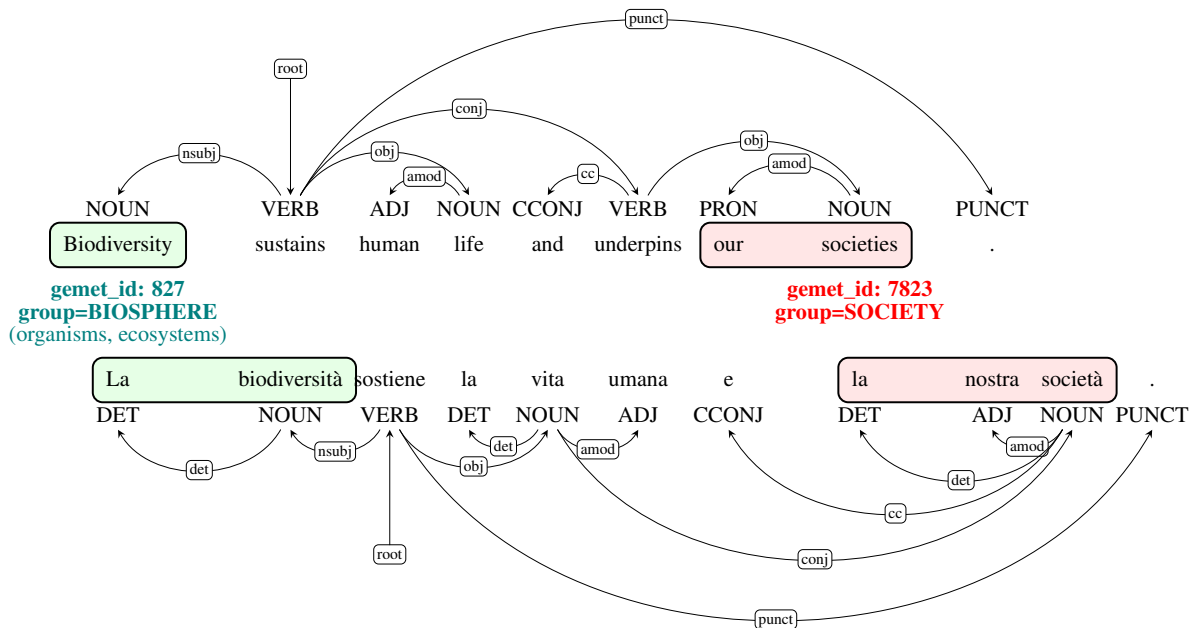 punct
root
conj
nsubj obj obj
amod cc amod
NOUN VERB ADJ NOUN CCONJ VERB PRON NOUN PUNCT
Biodiversity sustains human life and underpins our societies .
gemet_id: 827 gemet_id: 7823
group=BIOSPHERE group=SOCIETY
(organisms, ecosystems)
La biodiversità sostiene la vita umana e la nostra società .
DET NOUN VERB DET NOUN ADJ CCONJ DET ADJ NOUN PUNCT
nsubj det amod amod
det obj det
cc
root conj
punct